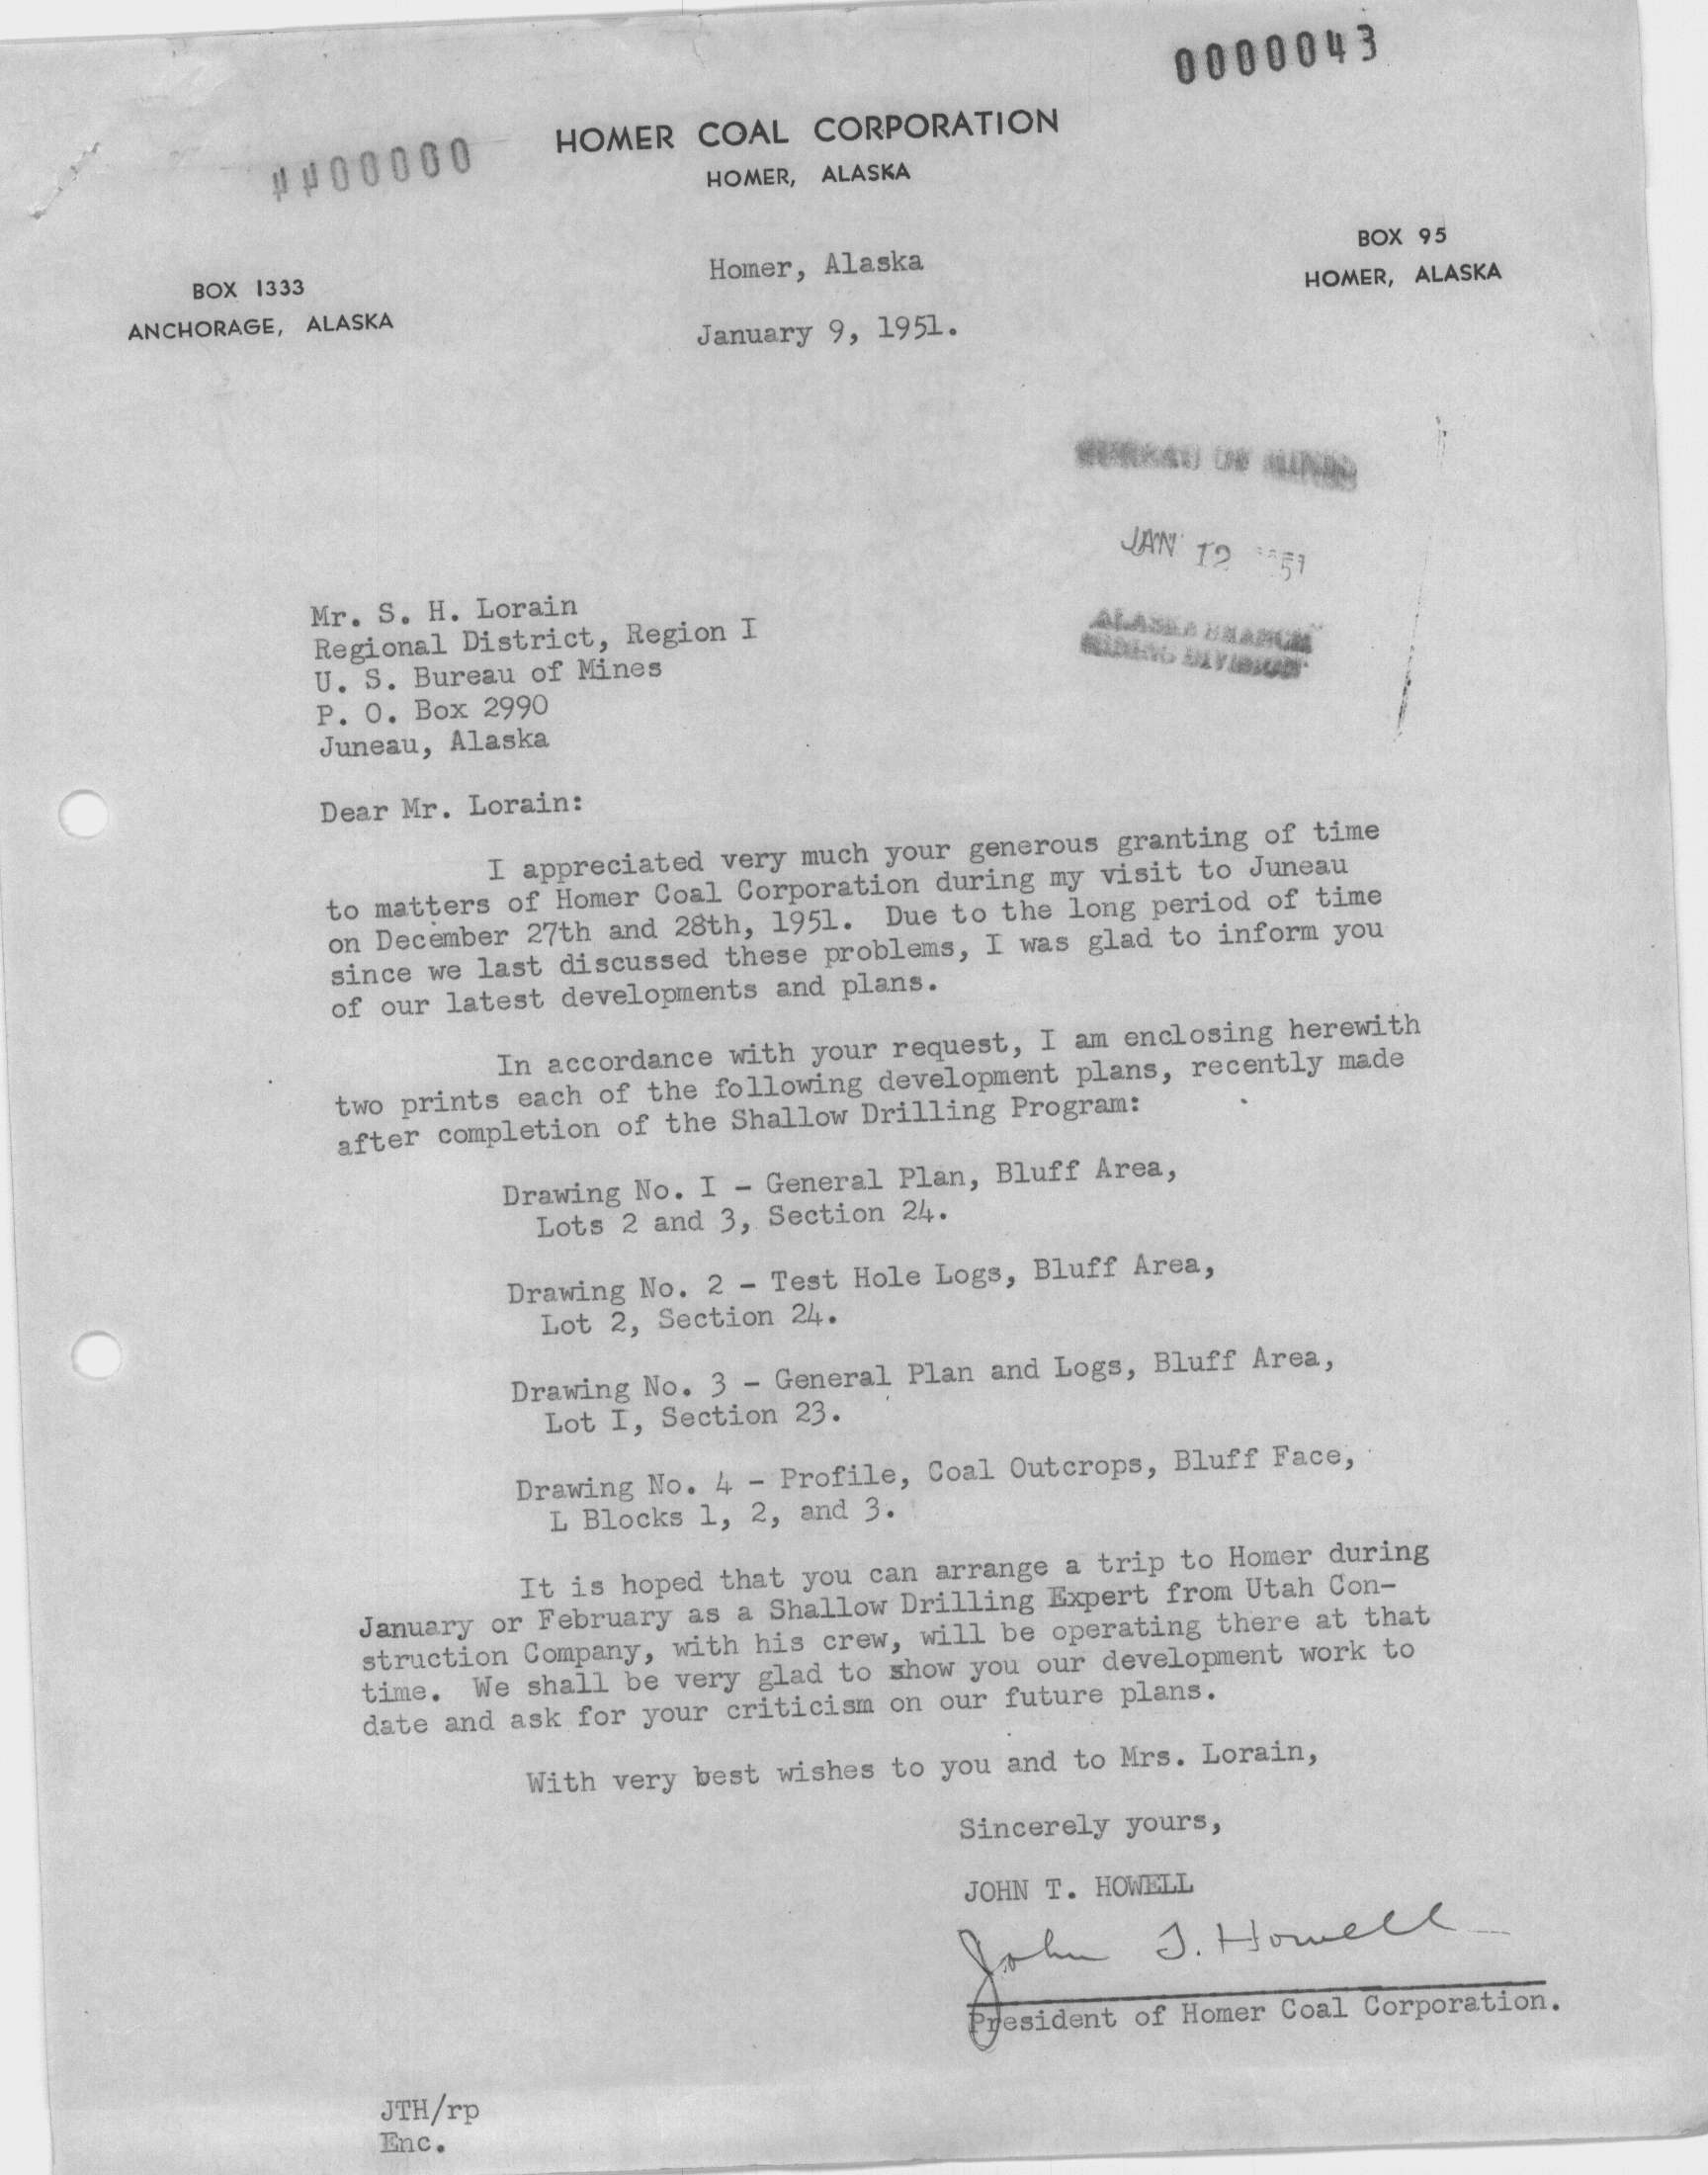 0000043
HOMER COAL CORPORATION
HOMER, ALASKA
BOX 95
HOMER, ALASKA
BOX 1333
ANCHORAGE, ALASKA
Homer, Alaska
January 9, 1951.
BUREAU OF MINES
JAN 12
ALASKA BRANCH
MINING DIVISION
Mr. S. H. Lorain
Regional District, Region I
U. S. Bureau of Mines
P. O. Box 2990
Juneau, Alaska
Dear Mr. Lorain:
I appreciated very much your generous granting of time
to matters of Homer Coal Corporation during my visit to Juneau
on December 27th and 28th, 1951. Due to the long period of time
since we last discussed these problems, I was glad to inform you
of our latest developments and plans.
In accordance with your request, I am enclosing herewith
two prints each of the following development plans, recently made
after completion of the Shallow Drilling Program:
Drawing No. I - General Plan, Bluff Area,
Lots 2 and 3, Section 24.
Drawing No. 2 - Test Hole Logs, Bluff Area,
Lot 2, Section 24.
Drawing No. 3 - General Plan and Logs, Bluff Area,
Lot I, Section 23.
Drawing No. 4 - Profile, Coal Outcrops, Bluff Face,
L Blocks 1, 2, and 3.
It is hoped that you can arrange a trip to Homer during
January or February as a Shallow Drilling Expert from Utah Con-
struction Company, with his crew, will be operating there at that
time. We shall be very glad to show you our development work to
date and ask for your criticism on our future plans.
With very best wishes to you and to Mrs. Lorain,
Sincerely yours,
JOHN T. HOWELL
John T. Howell
President of Homer Coal Corporation.
JTH/rp
Enc.